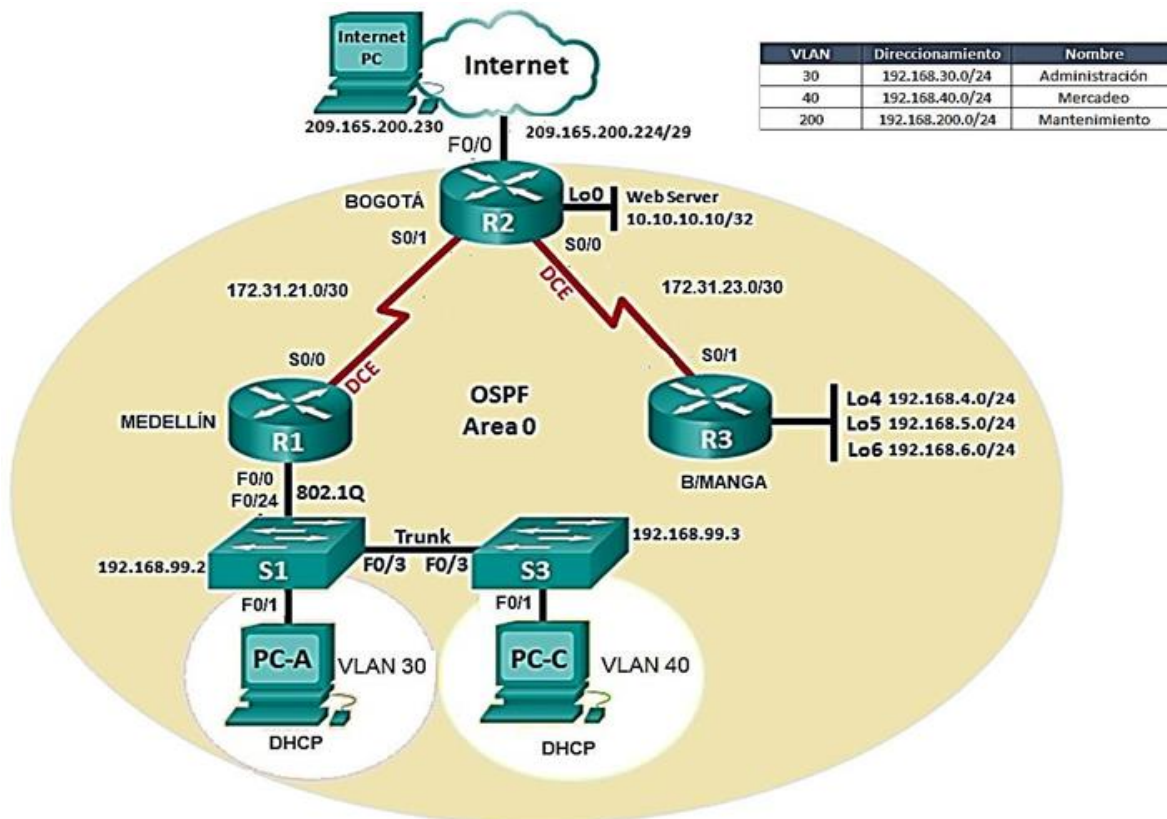 Internet
PC
Internet
209.165.200.230
209.165.200.224/29
F0/0
VLAN Direccionamiento Nombre
30 192.168.30.0/24 Administración
40 192.168.40.0/24 Mercadeo
200 192.168.200.0/24 Mantenimiento
BOGOTÁ
R2
Lo0
Web Server
10.10.10.10/32
S0/1
S0/0
DCE
172.31.21.0/30
172.31.23.0/30
S0/0
DCE
S0/1
MEDELLÍN
R1
OSPF
Area 0
R3
B/MANGA
Lo4 192.168.4.0/24
Lo5 192.168.5.0/24
Lo6 192.168.6.0/24
F0/0
F0/24
802.1Q
192.168.99.2
S1
Trunk
F0/3 F0/3
S3
192.168.99.3
F0/1
F0/1
PC-A
VLAN 30
PC-C
VLAN 40
DHCP
DHCP